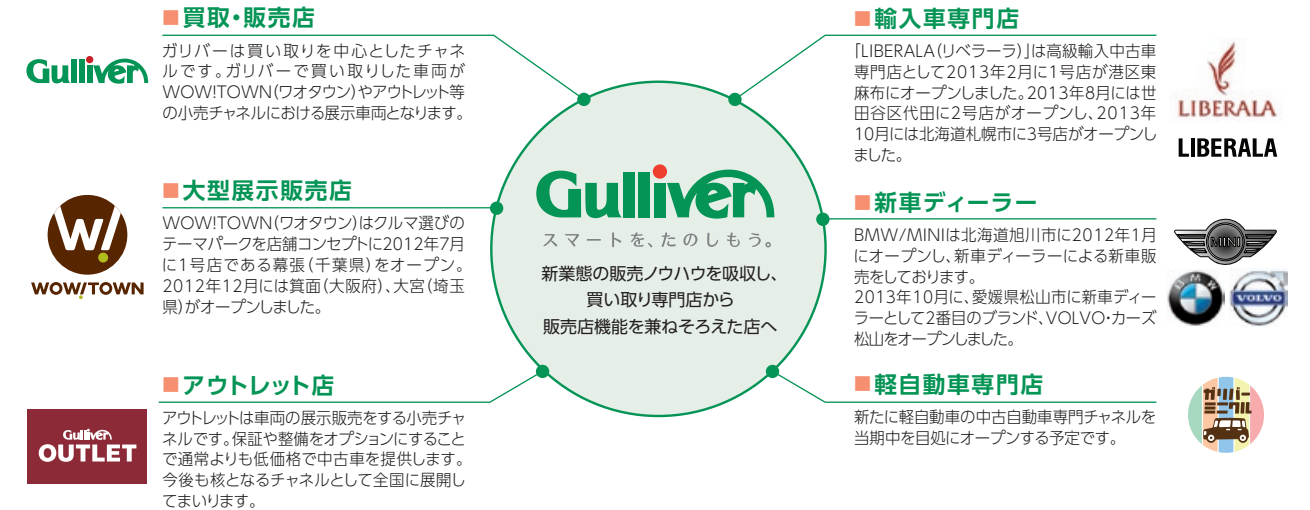 ■買取・販売店
Gulliver
ガリバーは買い取りを中心としたチャネ
ルです。ガリバーで買い取りした車両が
WOW!TOWN(ワオタウン)やアウトレット等
の小売チャネルにおける展示車両となります。
■大型展示販売店
W!
WOW!TOWN
WOW!TOWN(ワオタウン)はクルマ選びの
テーマパークを店舗コンセプトに2012年7月
に1号店である幕張(千葉県)をオープン。
2012年12月には箕面(大阪府)、大宮(埼玉
県)がオープンしました。
■アウトレット店
Gulliver
OUTLET
アウトレットは車両の展示販売をする小売チャ
ネルです。保証や整備をオプションにすること
で通常よりも低価格で中古車を提供します。
今後も核となるチャネルとして全国に展開し
てまいります。
Gulliver
スマートを、たのしもう。
新業態の販売ノウハウを吸収し、
買い取り専門店から
販売店機能を兼ねそろえた店へ
■輸入車専門店
「LIBERALA(リベラーラ)」は高級輸入中古車
専門店として2013年2月に1号店が港区東
麻布にオープンしました。2013年8月には世
田谷区代田に2号店がオープンし、2013年
10月には北海道札幌市に3号店がオープンし
ました。
LIBERALA
LIBERALA
■新車ディーラー
BMW/MINIは北海道旭川市に2012年1月
にオープンし、新車ディーラーによる新車販
売をしております。
2013年10月に、愛媛県松山市に新車ディー
ラーとして2番目のブランド、VOLVO・カーズ
松山をオープンしました。
MINI
BMW
VOLVO
■軽自動車専門店
新たに軽自動車の中古自動車専門チャネルを
当期中を目処にオープンする予定です。
ガリバー
ミニクル